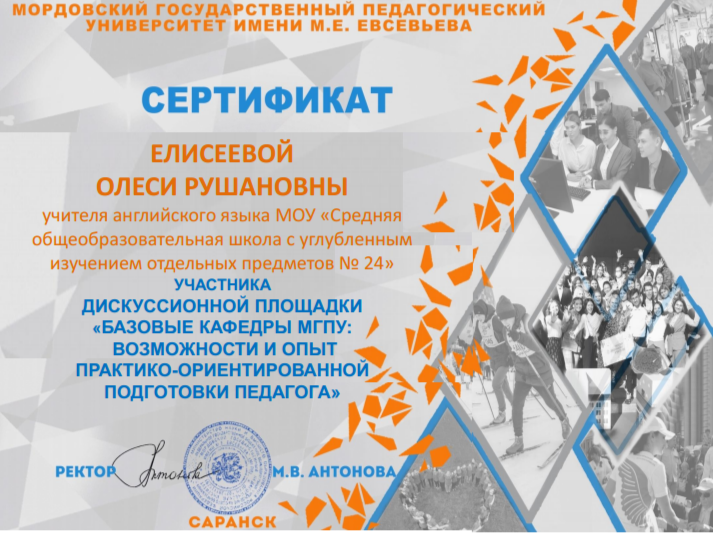 МОРДОВСКИЙ ГОСУДАРСТВЕННЫЙ ПЕДАГОГИЧЕСКИЙ
УНИВЕРСИТЕТ ИМЕНИ М.Е. ЕВСЕВЬЕВА
СЕРТИФИКАТ
ЕЛИСЕЕВОЙ
ОЛЕСИ РУШАНОВНЫ
учителя английского языка МОУ «Средняя
общеобразовательная школа с углубленным
изучением отдельных предметов № 24»
УЧАСТНИКА
ДИСКУССИОННОЙ ПЛОЩАДКИ
«БАЗОВЫЕ КАФЕДРЫ МГПУ:
ВОЗМОЖНОСТИ И ОПЫТ
ПРАКТИКО-ОРИЕНТИРОВАННОЙ
ПОДГОТОВКИ ПЕДАГОГА»
РЕКТОР М.В. АНТОНОВА
САРАНСК